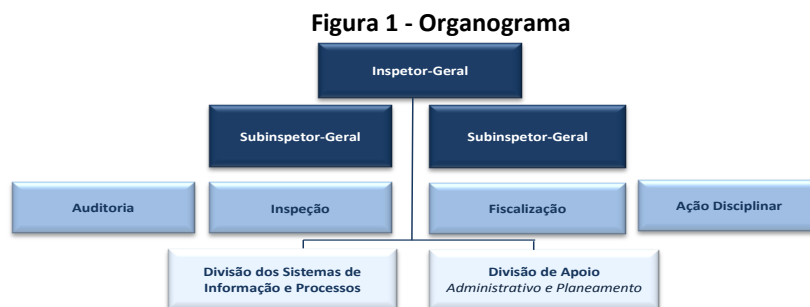 Figura 1 - Organograma
Inspetor-Geral
Subinspetor-Geral
Subinspetor-Geral
Auditoria
Inspeção
Fiscalização
Ação Disciplinar
Divisão dos Sistemas de
Informação e Processos
Divisão de Apoio
Administrativo e Planeamento